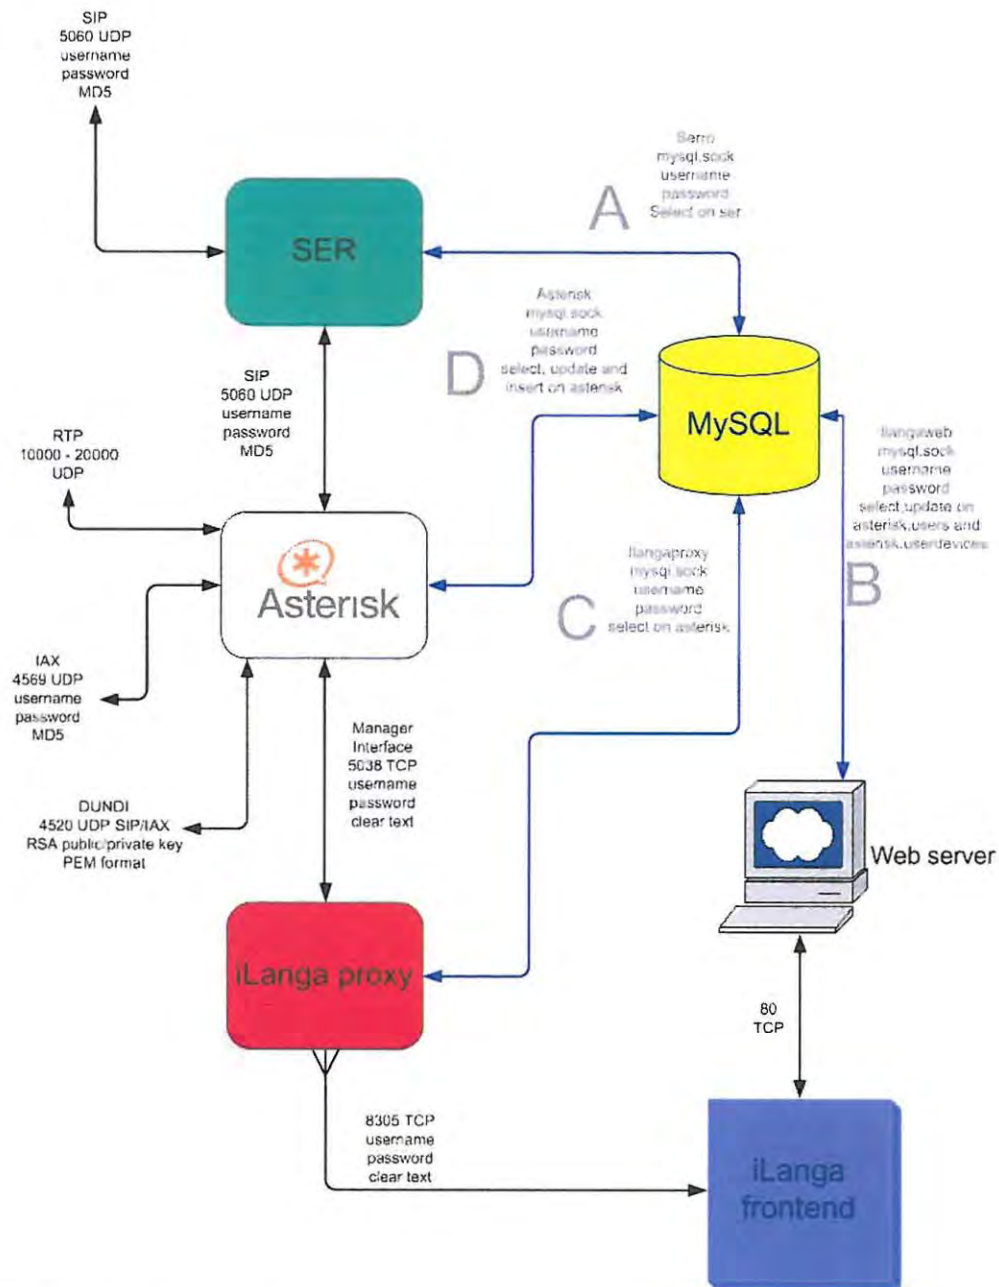 SIP
5060 UDP
username
password
MD5
Serro
mysql.sock
username
password
Select on ser
A
SER
Asterisk
mysql.sock
username
password
select, update and
insert on asterisk
D
SIP
5060 UDP
username
password
MD5
MySQL
RTP
10000 - 20000
UDP
Ilangaweb
mysql.sock
username
password
select,update on
asterisk.users and
asterisk.userdevices
B
Asterisk
Ilangaproxy
mysql.sock
username
password
select on asterisk
C
IAX
4569 UDP
username
password
MD5
Manager
Interface
5038 TCP
username
password
clear text
DUNDI
4520 UDP SIP/IAX
RSA public/private key
PEM format
Web server
iLanga proxy
80
TCP
8305 TCP
username
password
clear text
iLanga
frontend